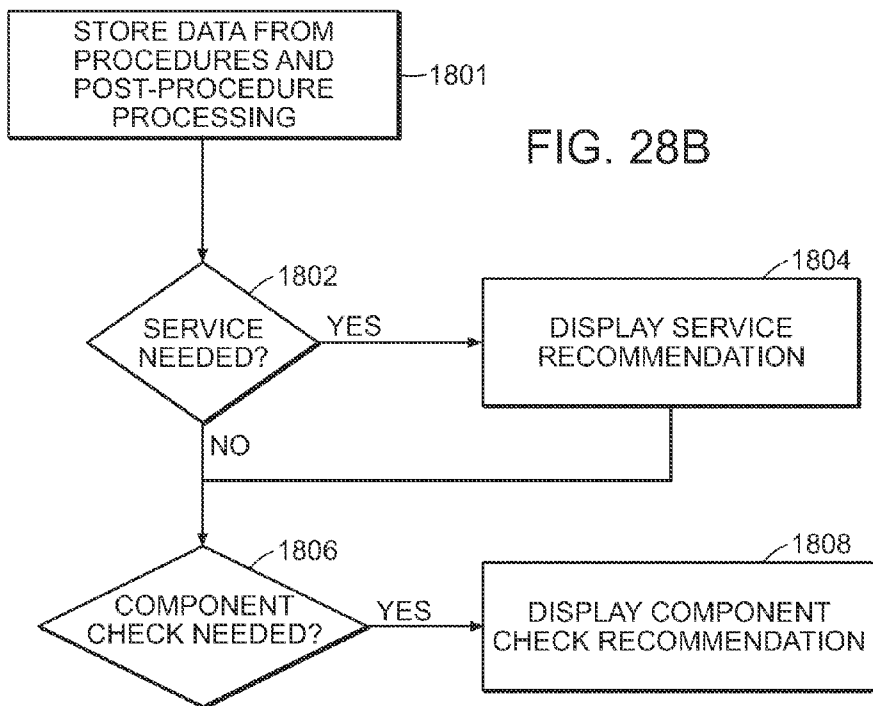 STORE DATA FROM
PROCEDURES AND
POST-PROCEDURE
PROCESSING
1801
FIG. 28B
1802
SERVICE
NEEDED?
YES
NO
1804
DISPLAY SERVICE
RECOMMENDATION
1806
COMPONENT
CHECK NEEDED?
YES
1808
DISPLAY COMPONENT
CHECK RECOMMENDATION